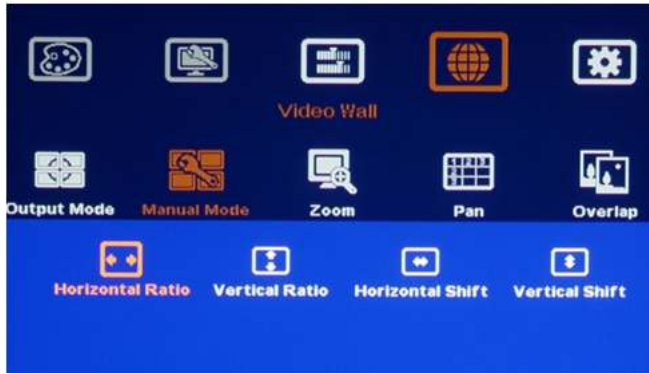 Video Wall
Output Mode Manual Mode Zoom Pan Overlap
Horizontal Ratio Vertical Ratio Horizontal Shift Vertical Shift